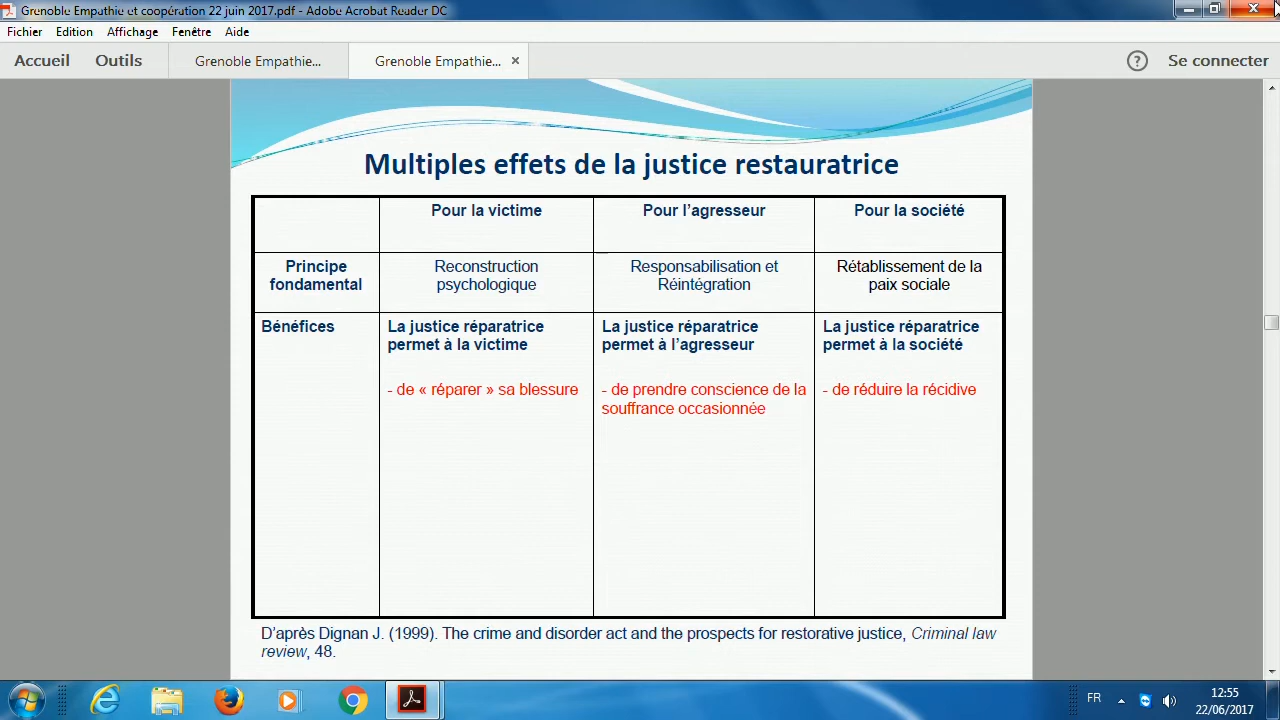 Grenoble Empathie et coopération 22 juin 2017.pdf - Adobe Acrobat Reader DC
Fichier Edition Affichage Fenêtre Aide
Accueil Outils Grenoble Empathie... Grenoble Empathie... × ? Se connecter
Multiples effets de la justice restauratrice
Pour la victime Pour l’agresseur Pour la société
Principe fondamental
Reconstruction psychologique
Responsabilisation et Réintégration
Rétablissement de la paix sociale
Bénéfices
La justice réparatrice
permet à la victime
- de « réparer » sa blessure
La justice réparatrice
permet à l’agresseur
- de prendre conscience de la
souffrance occasionnée
La justice réparatrice
permet à la société
- de réduire la récidive
D’après Dignan J. (1999). The crime and disorder act and the prospects for restorative justice, Criminal law
review, 48.
FR
12:55
22/06/2017